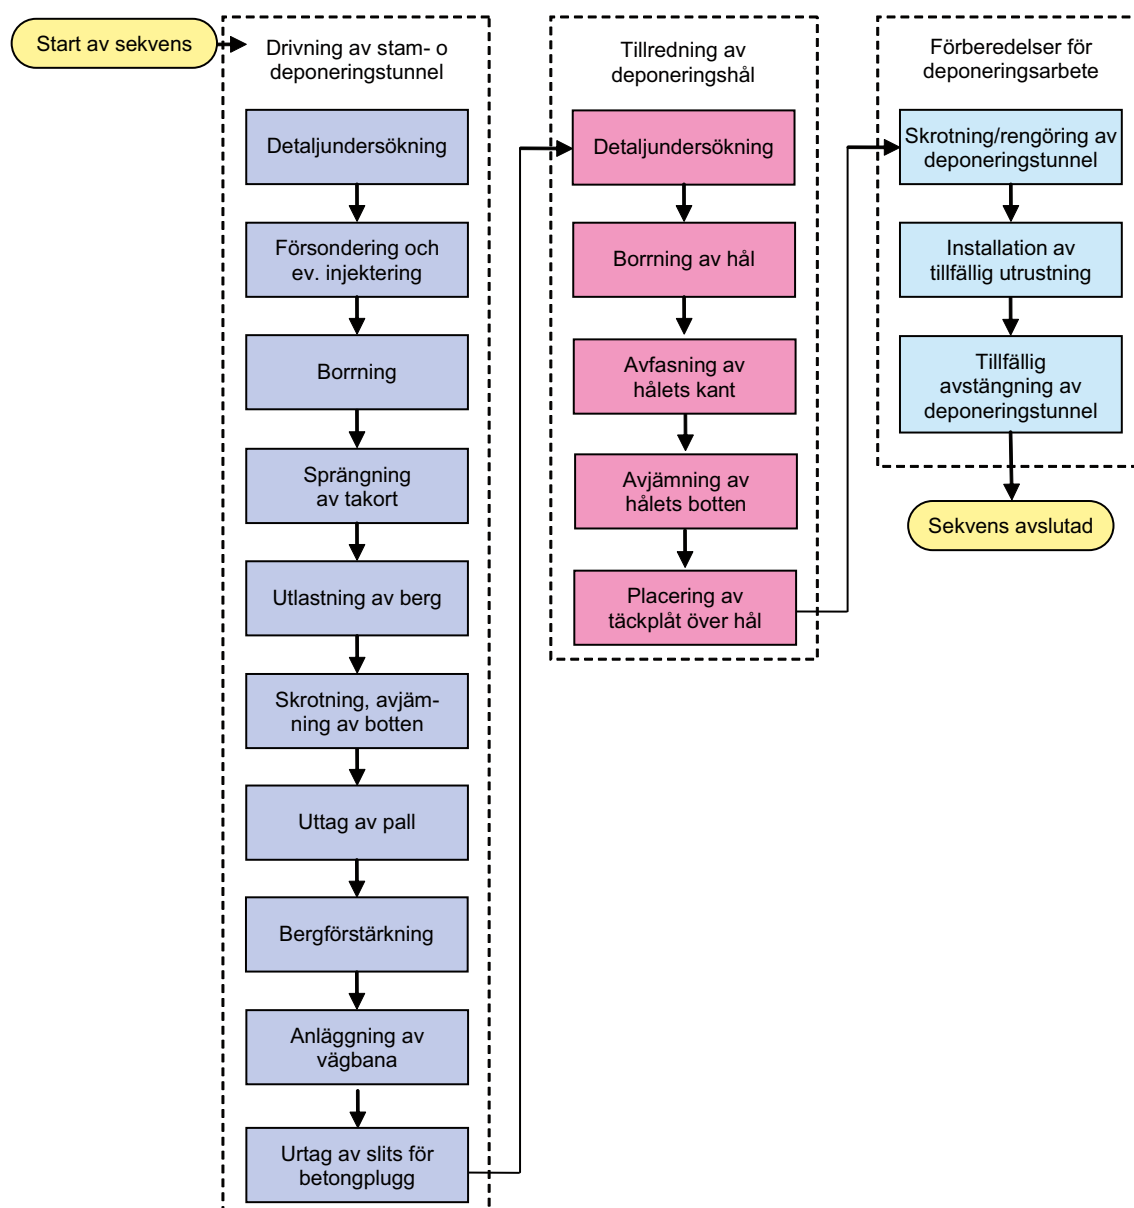 Start av sekvens
Drivning av stam- o
deponeringstunnel
Detaljundersökning
Försondering och
ev. injektering
Borrning
Sprängning
av takort
Utlastning av berg
Skrotning, avjäm-
ning av botten
Uttag av pall
Bergförstärkning
Anläggning av
vägbana
Urtag av slits för
betongplugg
Tillredning av
deponeringshål
Detaljundersökning
Borrning av hål
Avfasning av
hålets kant
Avjämning av
hålets botten
Placering av
täckplåt över hål
Förberedelser för
deponeringsarbete
Skrotning/rengöring av
deponeringstunnel
Installation av
tillfällig utrustning
Tillfällig
avstängning av
deponeringstunnel
Sekvens avslutad